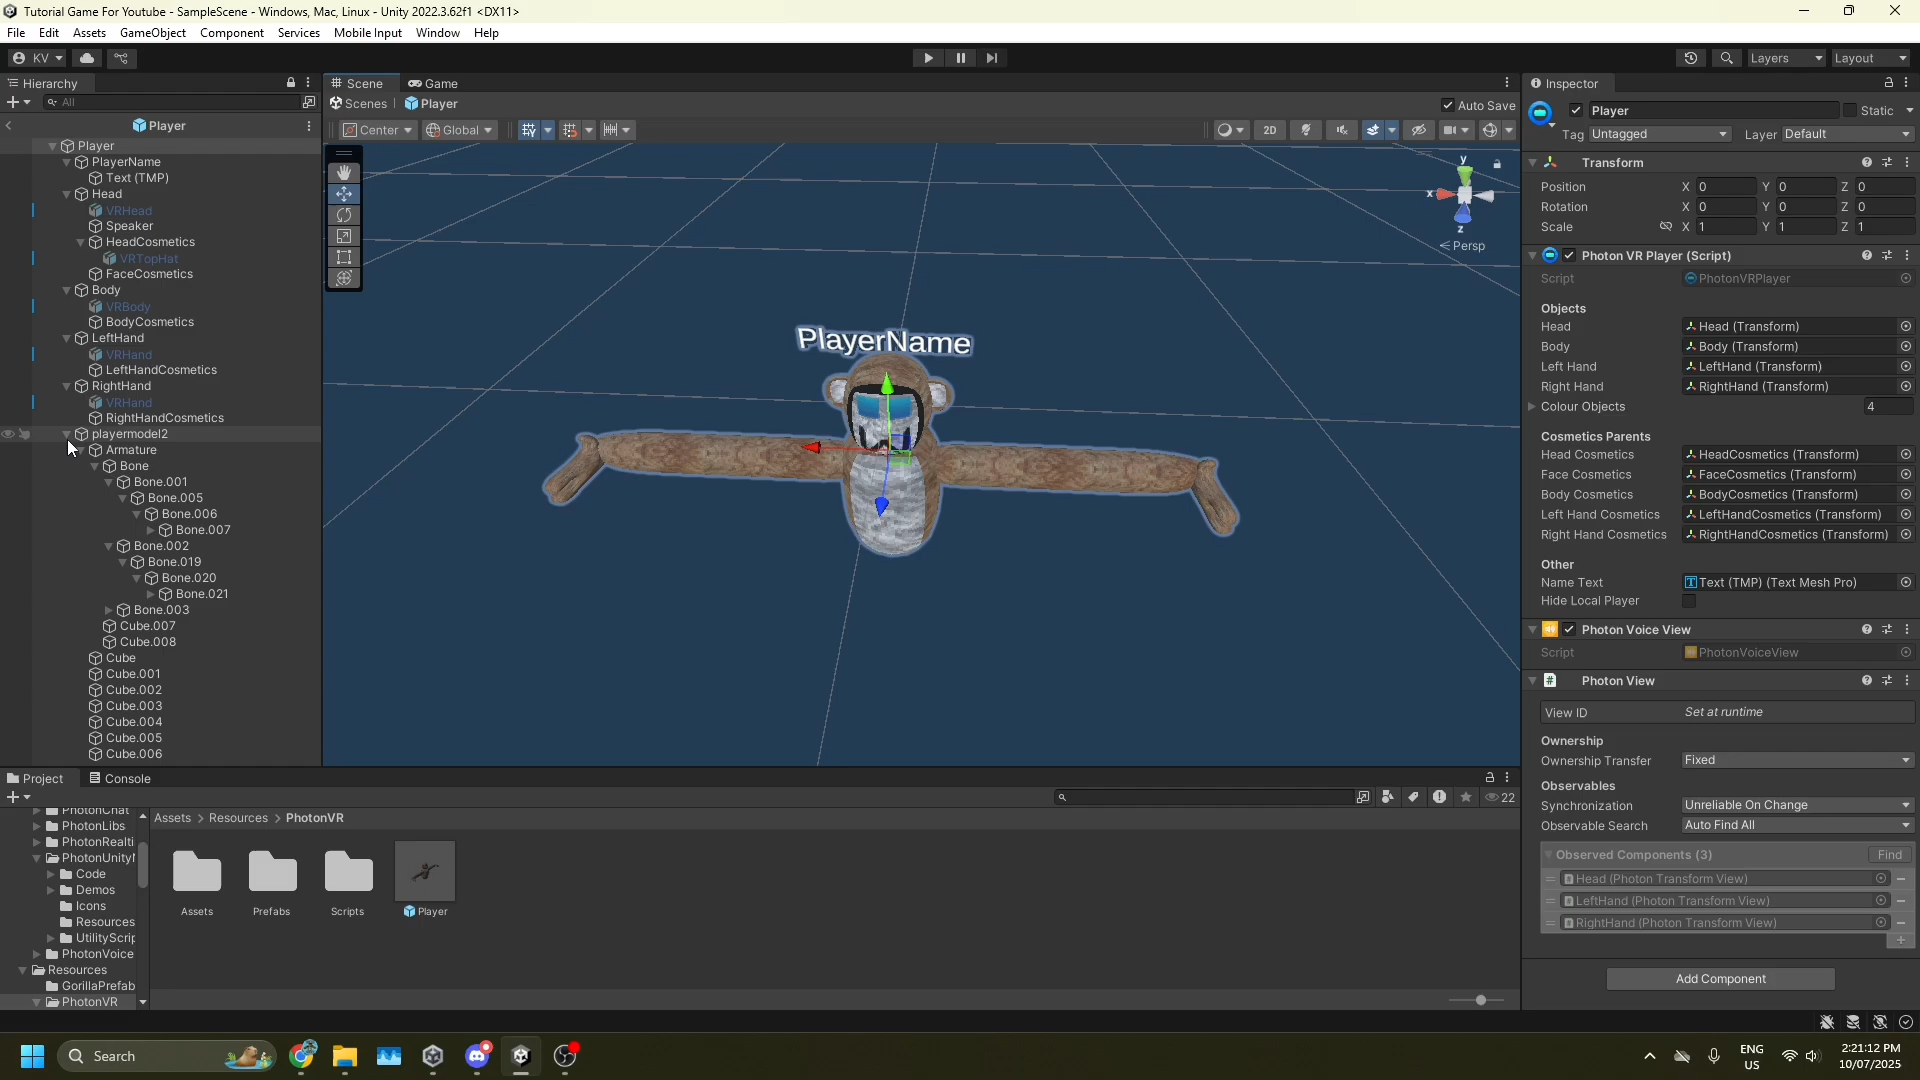 Tutorial Game For Youtube - SampleScene - Windows, Mac, Linux - Unity 2022.3.62f1 <DX11>
File Edit Assets GameObject Component Services Mobile Input Window Help
KV Layers Layout
Hierarchy
All
Player
Player
PlayerName
Text (TMP)
Head
VRHead
Speaker
HeadCosmetics
VRTopHat
FaceCosmetics
Body
VRBody
BodyCosmetics
LeftHand
VRHand
LeftHandCosmetics
RightHand
VRHand
RightHandCosmetics
playermodel2
Armature
Bone
Bone.001
Bone.005
Bone.006
Bone.007
Bone.002
Bone.019
Bone.020
Bone.021
Bone.003
Cube.007
Cube.008
Cube
Cube.001
Cube.002
Cube.003
Cube.004
Cube.005
Cube.006
Scene Game
Scenes Player Auto Save
Center Global 2D
y
x
z
Persp
PlayerName
Inspector
Player Static
Tag Untagged Layer Default
Transform
Position X 0 Y 0 Z 0
Rotation X 0 Y 0 Z 0
Scale X 1 Y 1 Z 1
Photon VR Player (Script)
Script PhotonVRPlayer
Objects
Head Head (Transform)
Body Body (Transform)
Left Hand LeftHand (Transform)
Right Hand RightHand (Transform)
Colour Objects 4
Cosmetics Parents
Head Cosmetics HeadCosmetics (Transform)
Face Cosmetics FaceCosmetics (Transform)
Body Cosmetics BodyCosmetics (Transform)
Left Hand Cosmetics LeftHandCosmetics (Transform)
Right Hand Cosmetics RightHandCosmetics (Transform)
Other
Name Text Text (TMP) (Text Mesh Pro)
Hide Local Player
Photon Voice View
Script PhotonVoiceView
Photon View
View ID Set at runtime
Ownership
Ownership Transfer Fixed
Observables
Synchronization Unreliable On Change
Observable Search Auto Find All
Observed Components (3) Find
Head (Photon Transform View)
LeftHand (Photon Transform View)
RightHand (Photon Transform View)
Add Component
Project Console
22
PhotonChat
PhotonLibs
PhotonRealti
PhotonUnityN
Code
Demos
Icons
Resources
UtilityScrip
PhotonVoice
Resources
GorillaPrefab
PhotonVR
Assets > Resources > PhotonVR
Assets Prefabs Scripts Player
Search
ENG
US
2:21:12 PM
10/07/2025